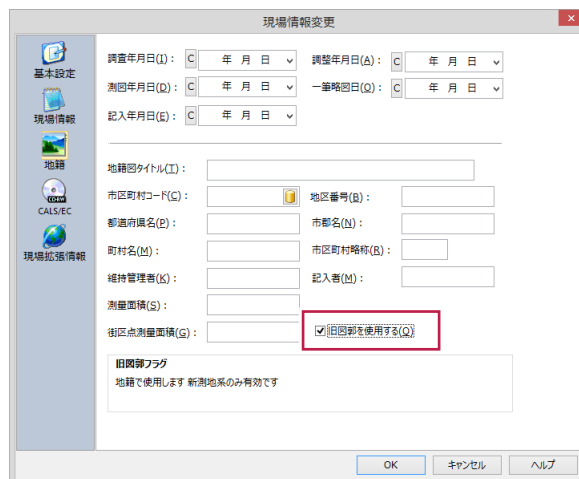 現場情報変更
基本設定
現場情報
地籍
CALS/EC
現場拡張情報
調査年月日(I)： C 年 月 日
調整年月日(A)： C 年 月 日
測図年月日(D)： C 年 月 日
一筆略図日(O)： C 年 月 日
記入年月日(E)： C 年 月 日
地籍図タイトル(T)：
市区町村コード(C)：
地区番号(B)：
都道府県名(P)：
市郡名(N)：
町村名(M)：
市区町村略称(R)：
維持管理者(K)：
記入者(M)：
測量面積(S)：
街区点測量面積(G)：
旧図郭を使用する(Q)
旧図郭フラグ
地籍で使用します 新測地系のみ有効です
OK キャンセル ヘルプ